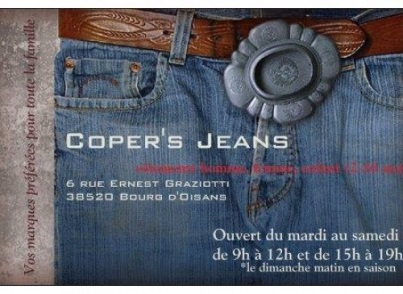 Vos marques préférées pour toute la famille
COPER'S JEANS
6 RUE ERNEST GRAZIOTTI
38520 BOURG D'OISANS
Ouvert du mardi au samedi
de 9h à 12h et de 15h à 19h
*le dimanche matin en saison